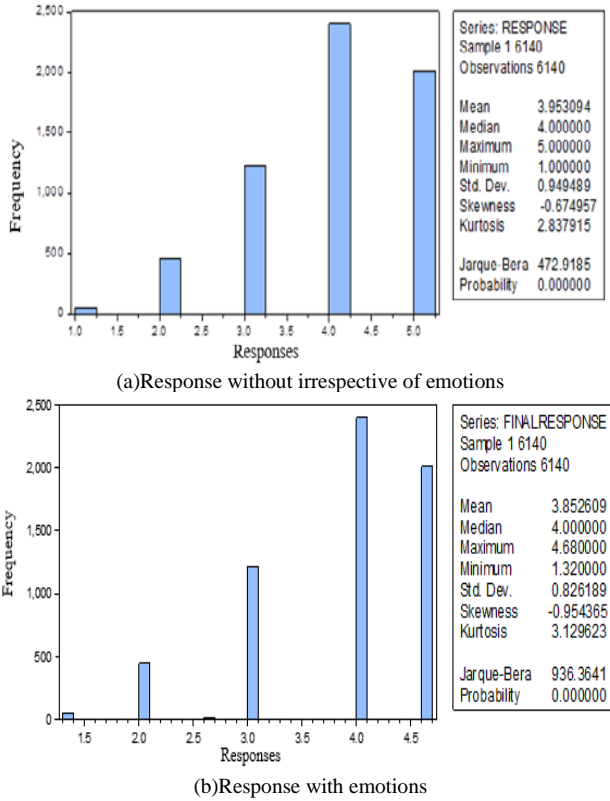 2,500
2,000
1,500
1,000
500
0
Frequency
1.0 1.5 2.0 2.5 3.0 3.5 4.0 4.5 5.0
Responses
Series: RESPONSE
Sample 1 6140
Observations 6140
Mean 3.953094
Median 4.000000
Maximum 5.000000
Minimum 1.000000
Std. Dev. 0.949489
Skewness -0.674957
Kurtosis 2.837915
Jarque-Bera 472.9185
Probability 0.000000
(a)Response without irrespective of emotions
2,500
2,000
1,500
1,000
500
0
Frequency
1.5 2.0 2.5 3.0 3.5 4.0 4.5
Responses
Series: FINALRESPONSE
Sample 1 6140
Observations 6140
Mean 3.852609
Median 4.000000
Maximum 4.680000
Minimum 1.320000
Std. Dev. 0.826189
Skewness -0.954365
Kurtosis 3.129623
Jarque-Bera 936.3641
Probability 0.000000
(b)Response with emotions